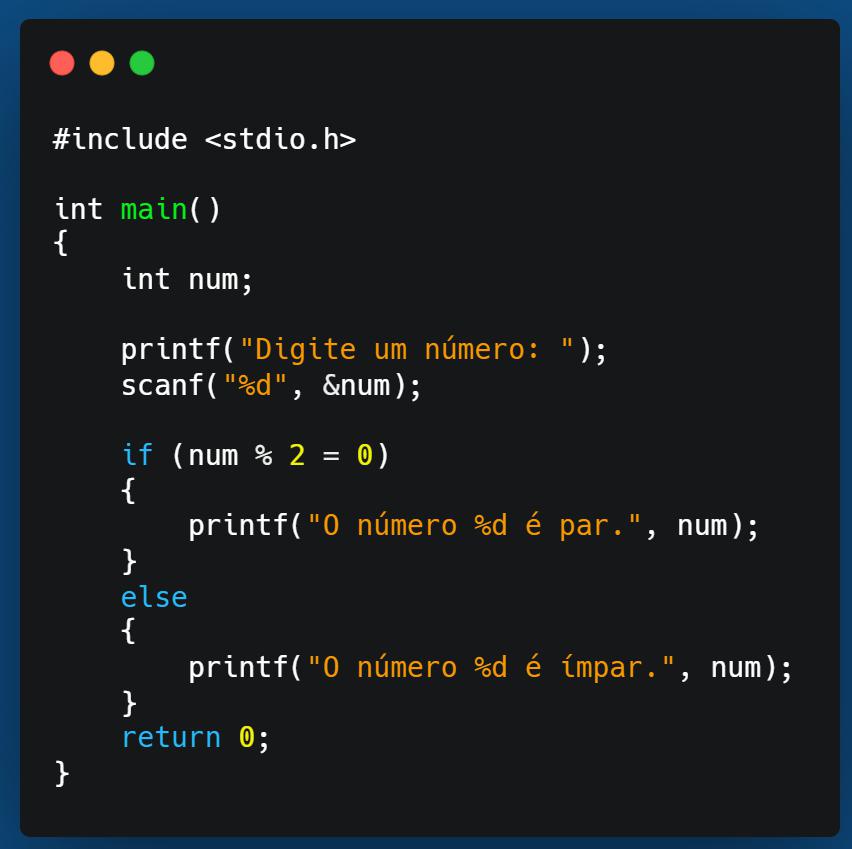 #include <stdio.h>
int main()
{
int num;
printf("Digite um número: ");
scanf("%d", &num);
if (num % 2 = 0)
{
printf("O número %d é par.", num);
}
else
{
printf("O número %d é ímpar.", num);
}
return 0;
}